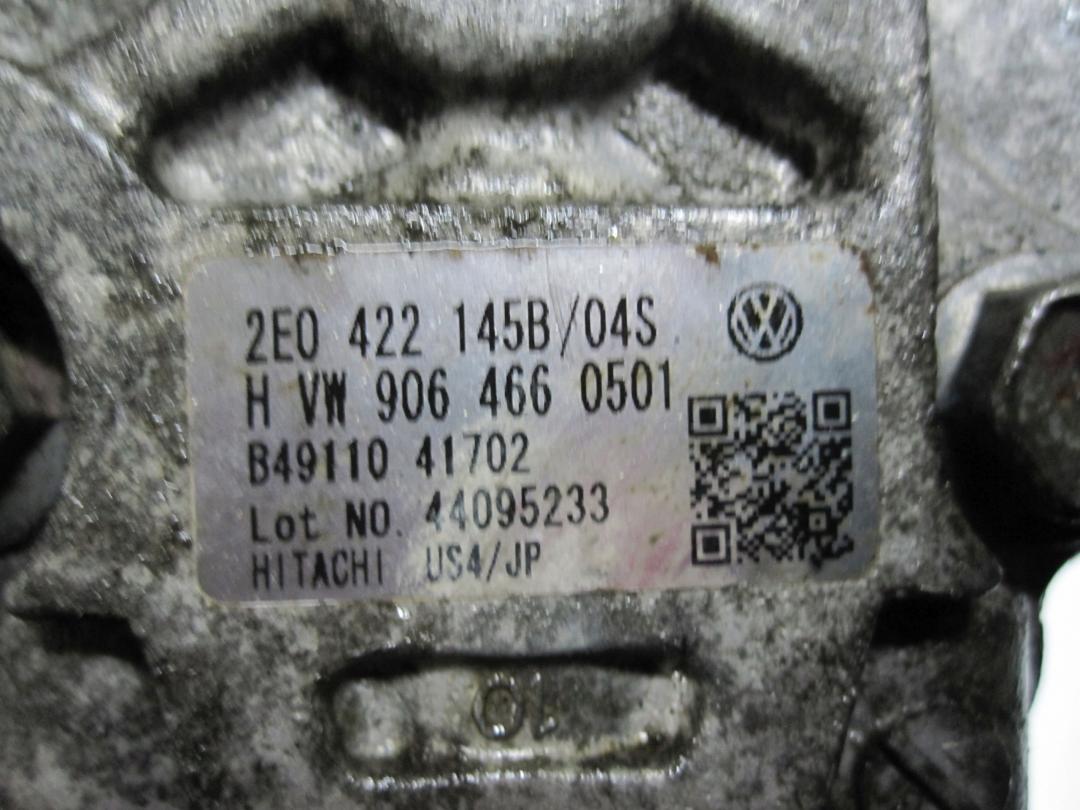 2E0 422 145B/04S
H VW 906 466 0501
B49110 41702
Lot NO. 44095233
HITACHI US4/JP